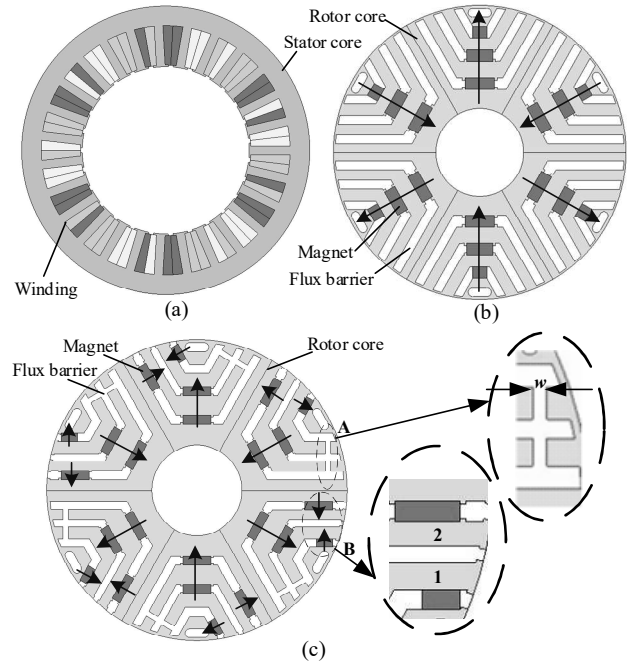 Stator core
Winding
(a)
Rotor core
Magnet
Flux barrier
(b)
Magnet
Flux barrier
Rotor core
A
B
w
2
1
(c)